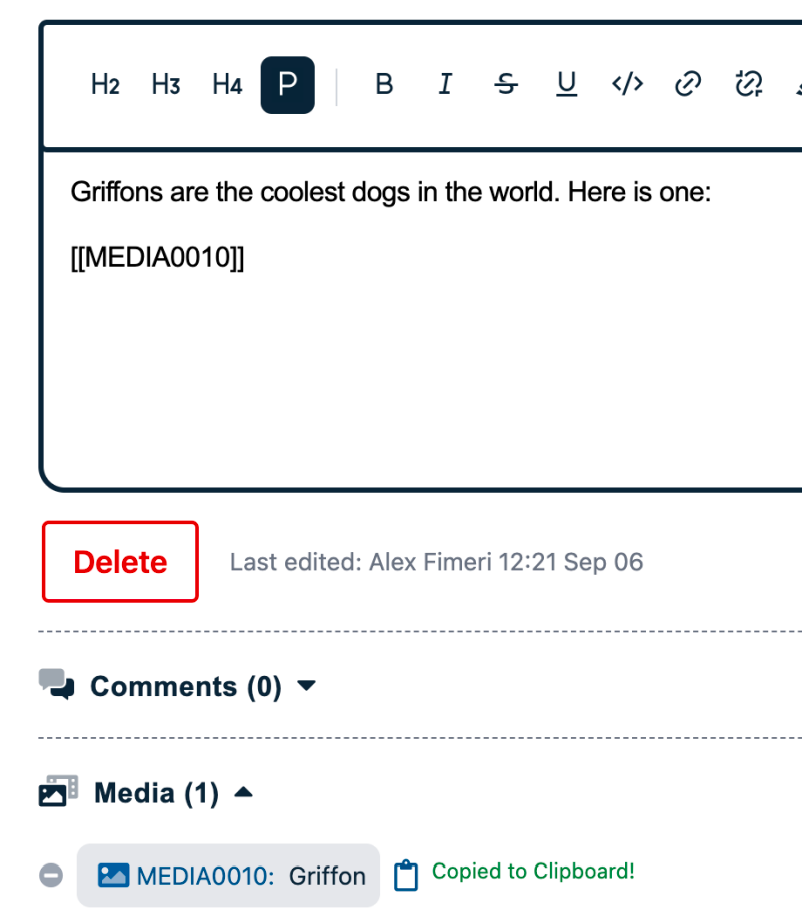 H2 H3 H4 P B I S U </>
Griffons are the coolest dogs in the world. Here is one:
[[MEDIA0010]]
Delete Last edited: Alex Fimeri 12:21 Sep 06
Comments (0)
Media (1)
MEDIA0010: Griffon Copied to Clipboard!